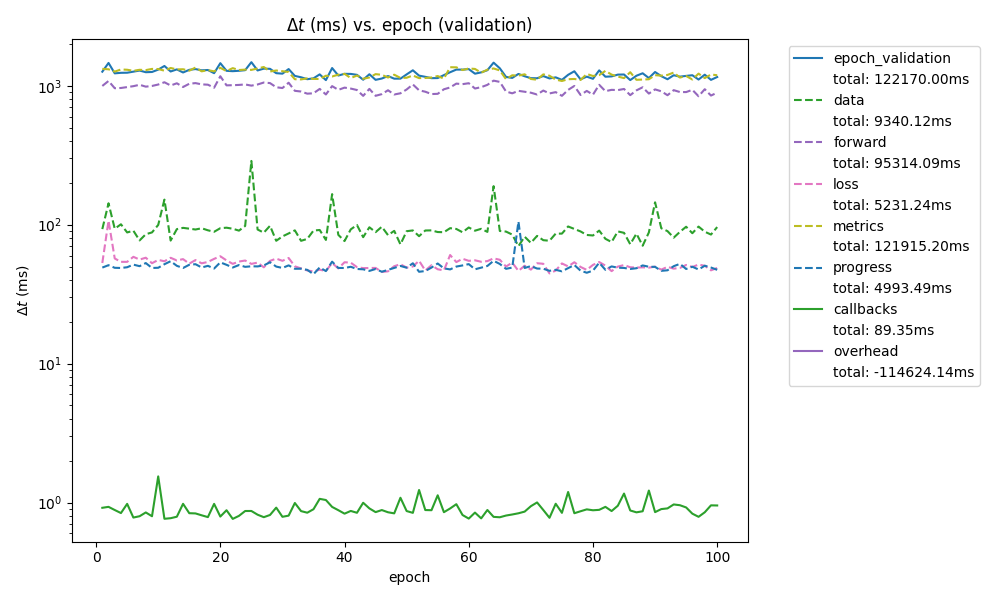 Δt (ms) vs. epoch (validation)
Δt (ms)
10³
10²
10¹
10⁰
0 20 40 60 80 100
epoch
epoch_validation
total: 122170.00ms
data
total: 9340.12ms
forward
total: 95314.09ms
loss
total: 5231.24ms
metrics
total: 121915.20ms
progress
total: 4993.49ms
callbacks
total: 89.35ms
overhead
total: -114624.14ms